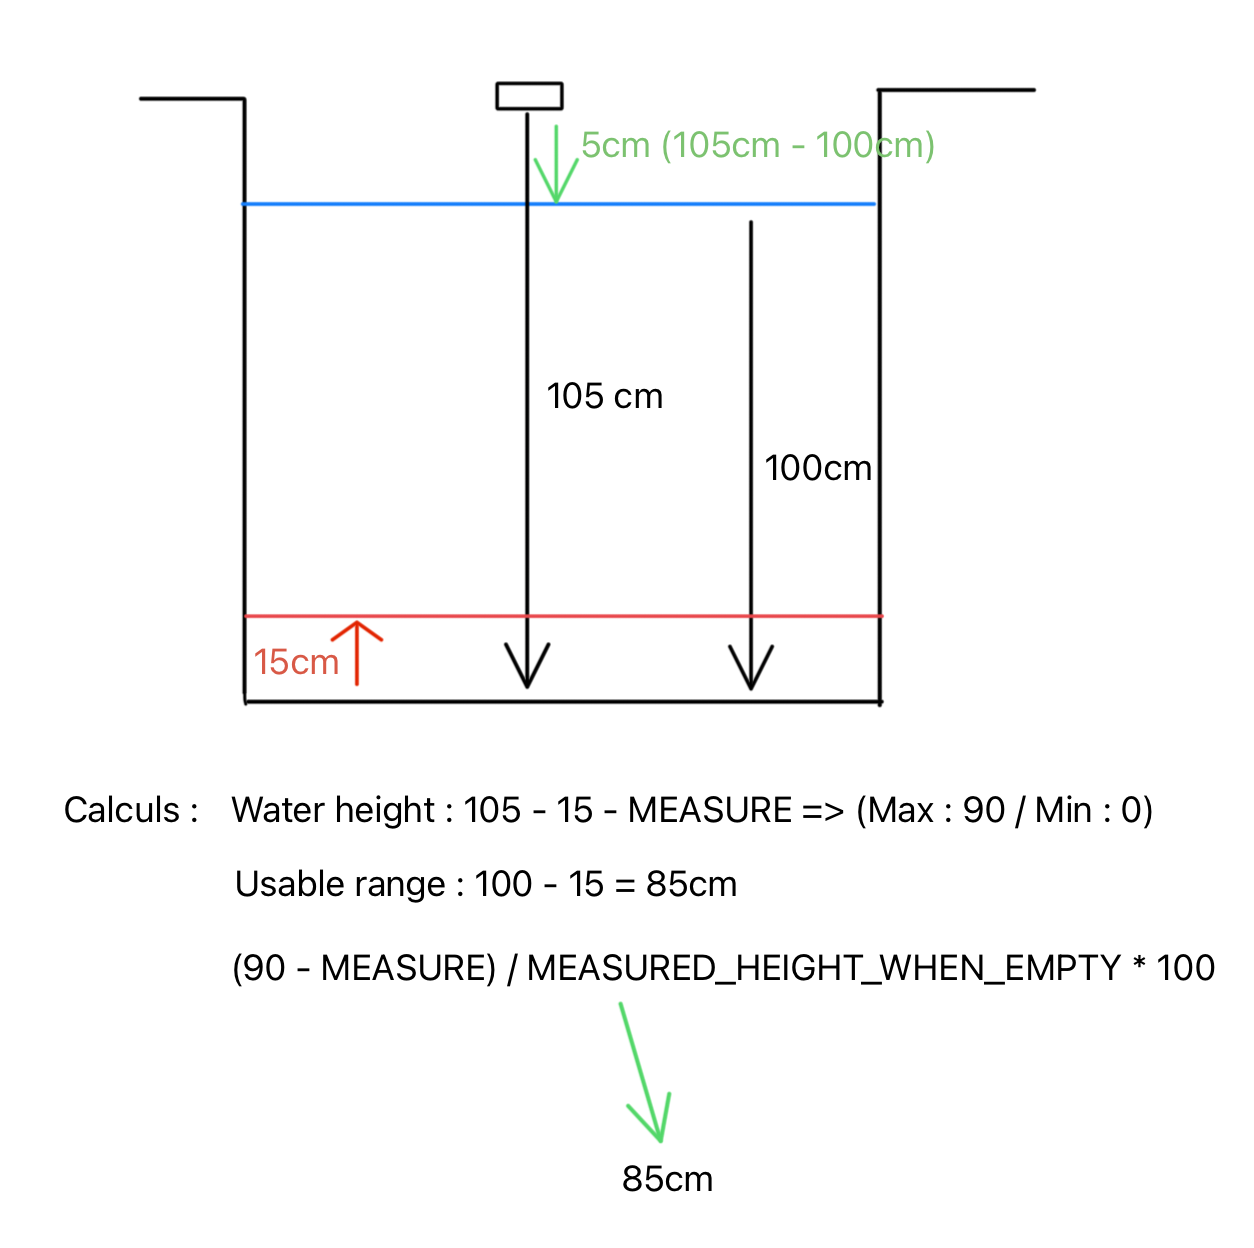 5cm (105cm - 100cm)
105 cm
100cm
15cm
Calculs : Water height : 105 - 15 - MEASURE => (Max : 90 / Min : 0)
Usable range : 100 - 15 = 85cm
(90 - MEASURE) / MEASURED_HEIGHT_WHEN_EMPTY * 100
85cm